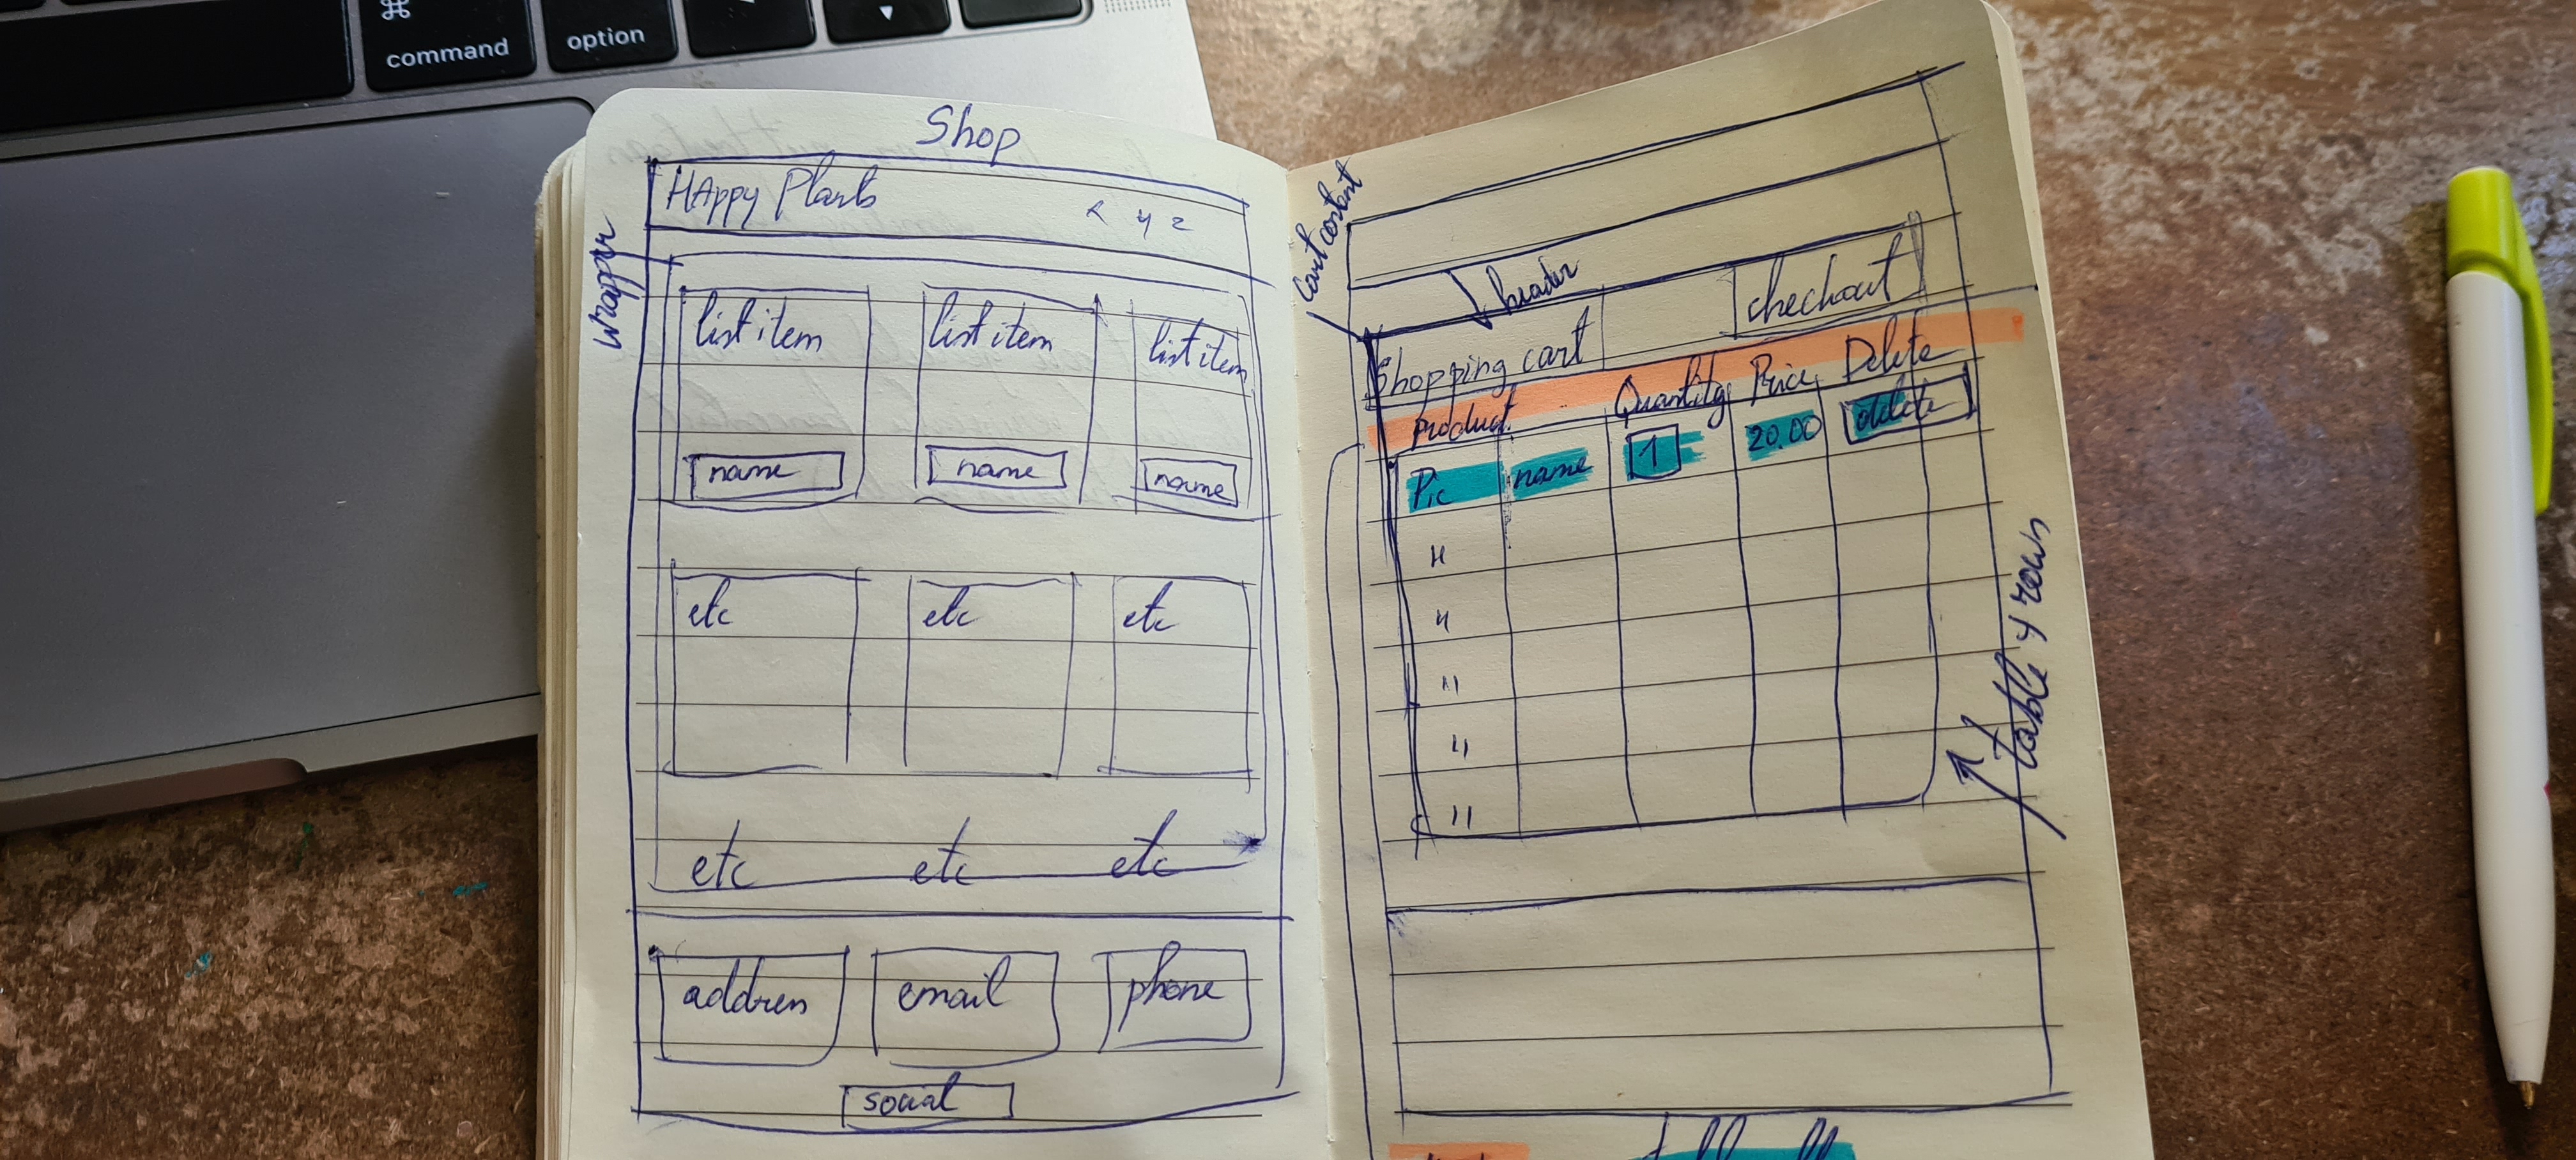 command
option
Shop
HAppy Plants
x y z
wrapper
list item list item list item
name name name
etc etc etc
etc etc etc
address email phone
social
Cart content
header
Shopping cart checkout
Product Quantity Price Delete
Pic name 1 20.00 delete
"
"
"
"
"
table
rows